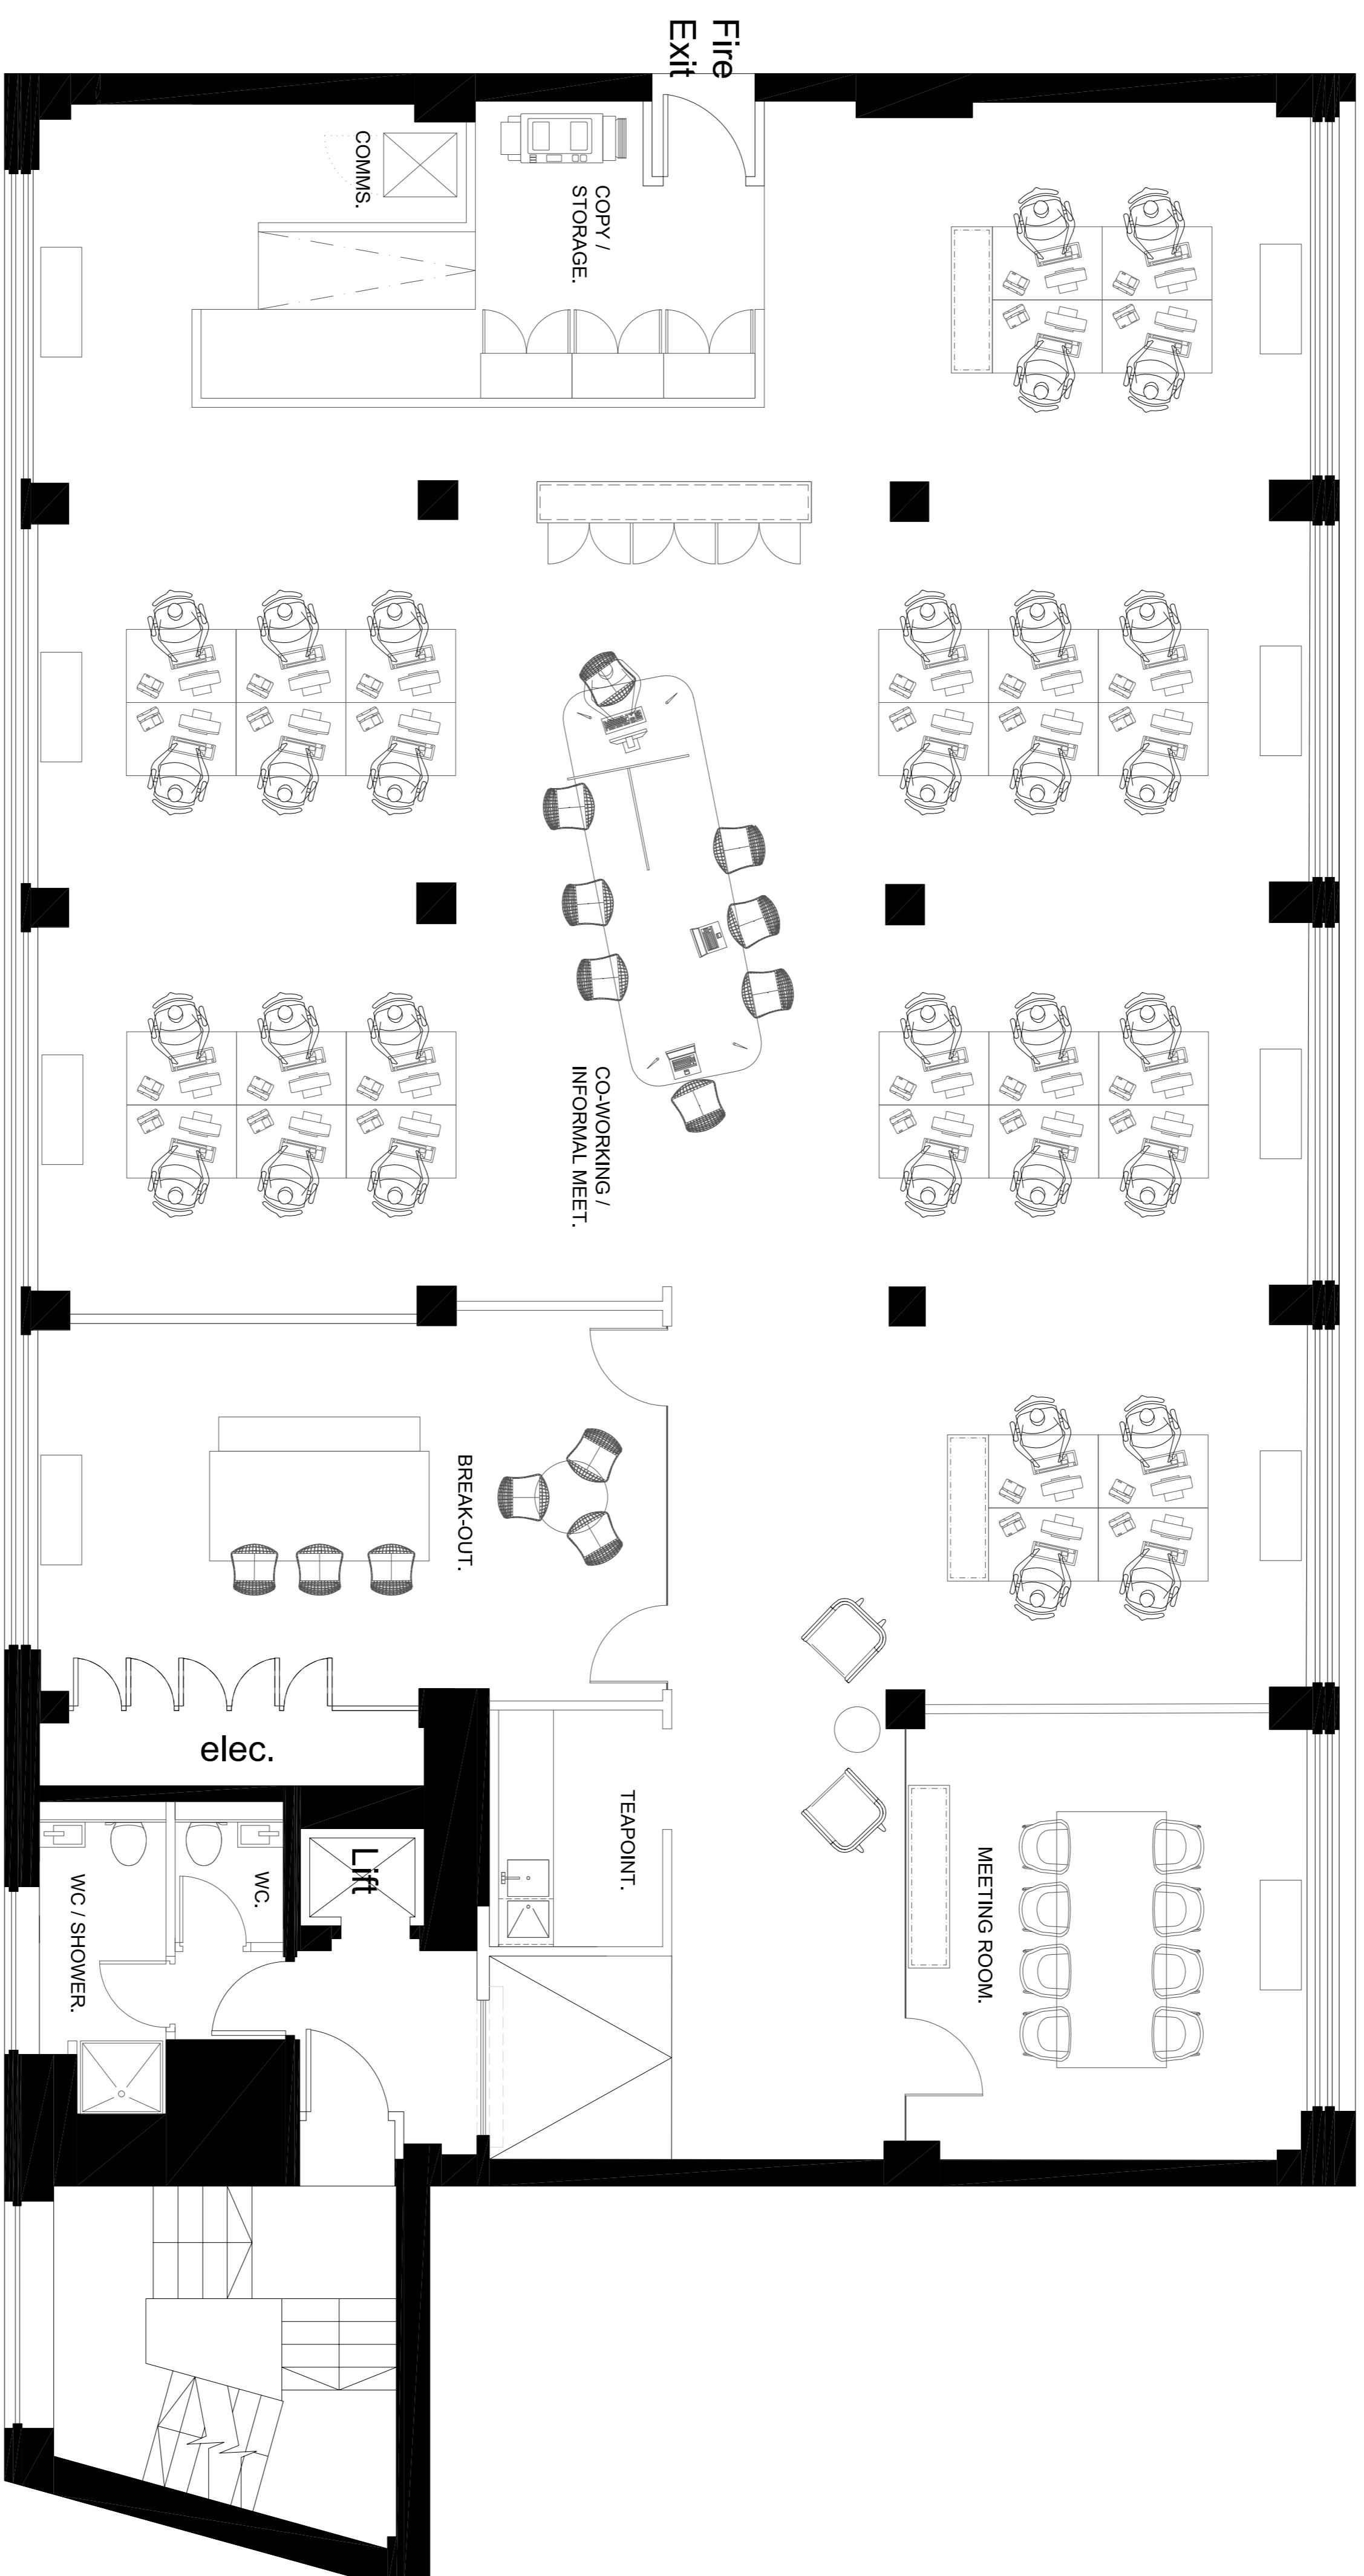 Fire
Exit
COMMS.
COPY /
STORAGE.
CO-WORKING /
INFORMAL MEET.
BREAK-OUT.
elec.
TEAPOINT.
Lift
WC.
WC / SHOWER.
MEETING ROOM.